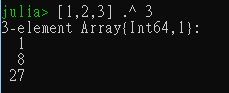 julia> [1,2,3] .^ 3
3-element Array{Int64,1}:
1
8
27